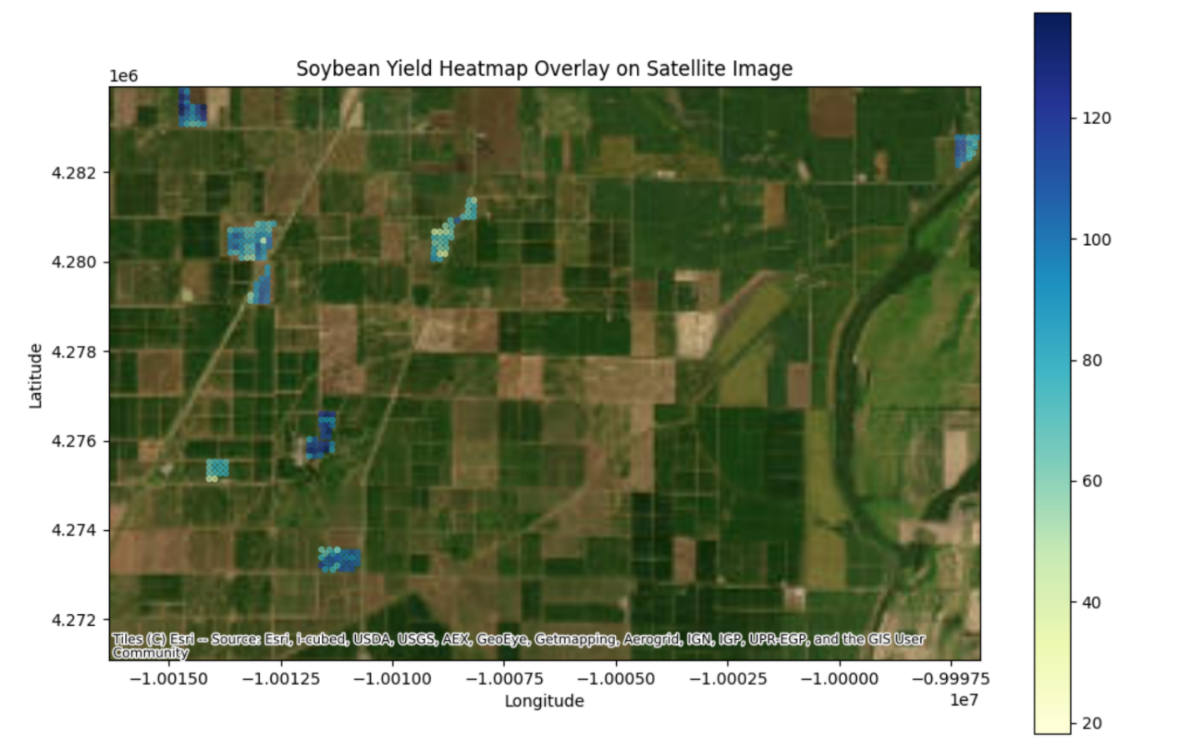 Soybean Yield Heatmap Overlay on Satellite Image
1e6
4.282
4.280
4.278
4.276
4.274
4.272
Latitude
Tiles (C) Esri -- Source: Esri, i-cubed, USDA, USGS, AEX, GeoEye, Getmapping, Aerogrid, IGN, IGP, UPR-EGP, and the GIS User
Community
−1.00150 −1.00125 −1.00100 −1.00075 −1.00050 −1.00025 −1.00000 −0.99975
1e7
Longitude
120
100
80
60
40
20